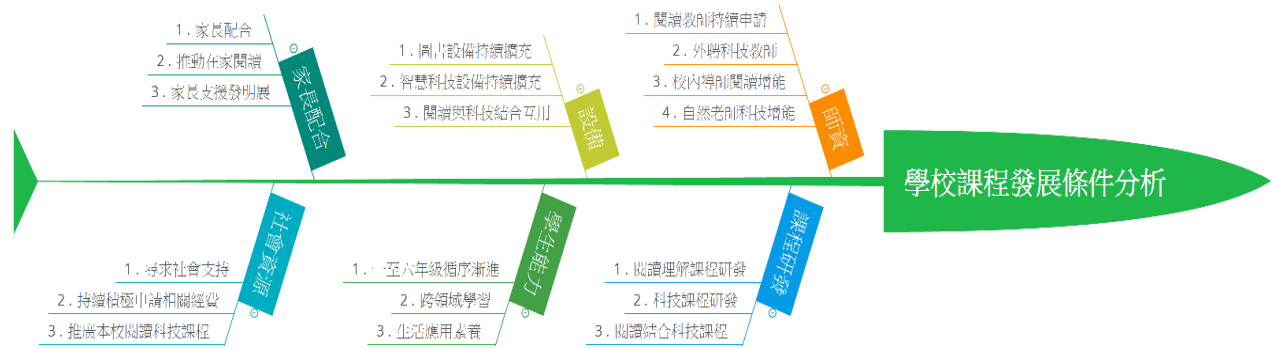 家長配合
1 . 家長配合
2 . 推動在家閱讀
3 . 家長支援發明展
設備
1 . 圖書設備持續擴充
2 . 智慧科技設備持續擴充
3 . 閱讀與科技結合互用
師資
1 . 閱讀教師持續申請
2 . 外聘科技教師
3 . 校內導師閱讀增能
4 . 自然老師科技增能
學校課程發展條件分析
社會資源
1 . 尋求社會支持
2 . 持續積極申請相關經費
3 . 推廣本校閱讀科技課程
學生能力
1 . 一至六年級循序漸進
2 . 跨領域學習
3 . 生活應用素養
課程研發
1 . 閱讀理解課程研發
2 . 科技課程研發
3 . 閱讀結合科技課程